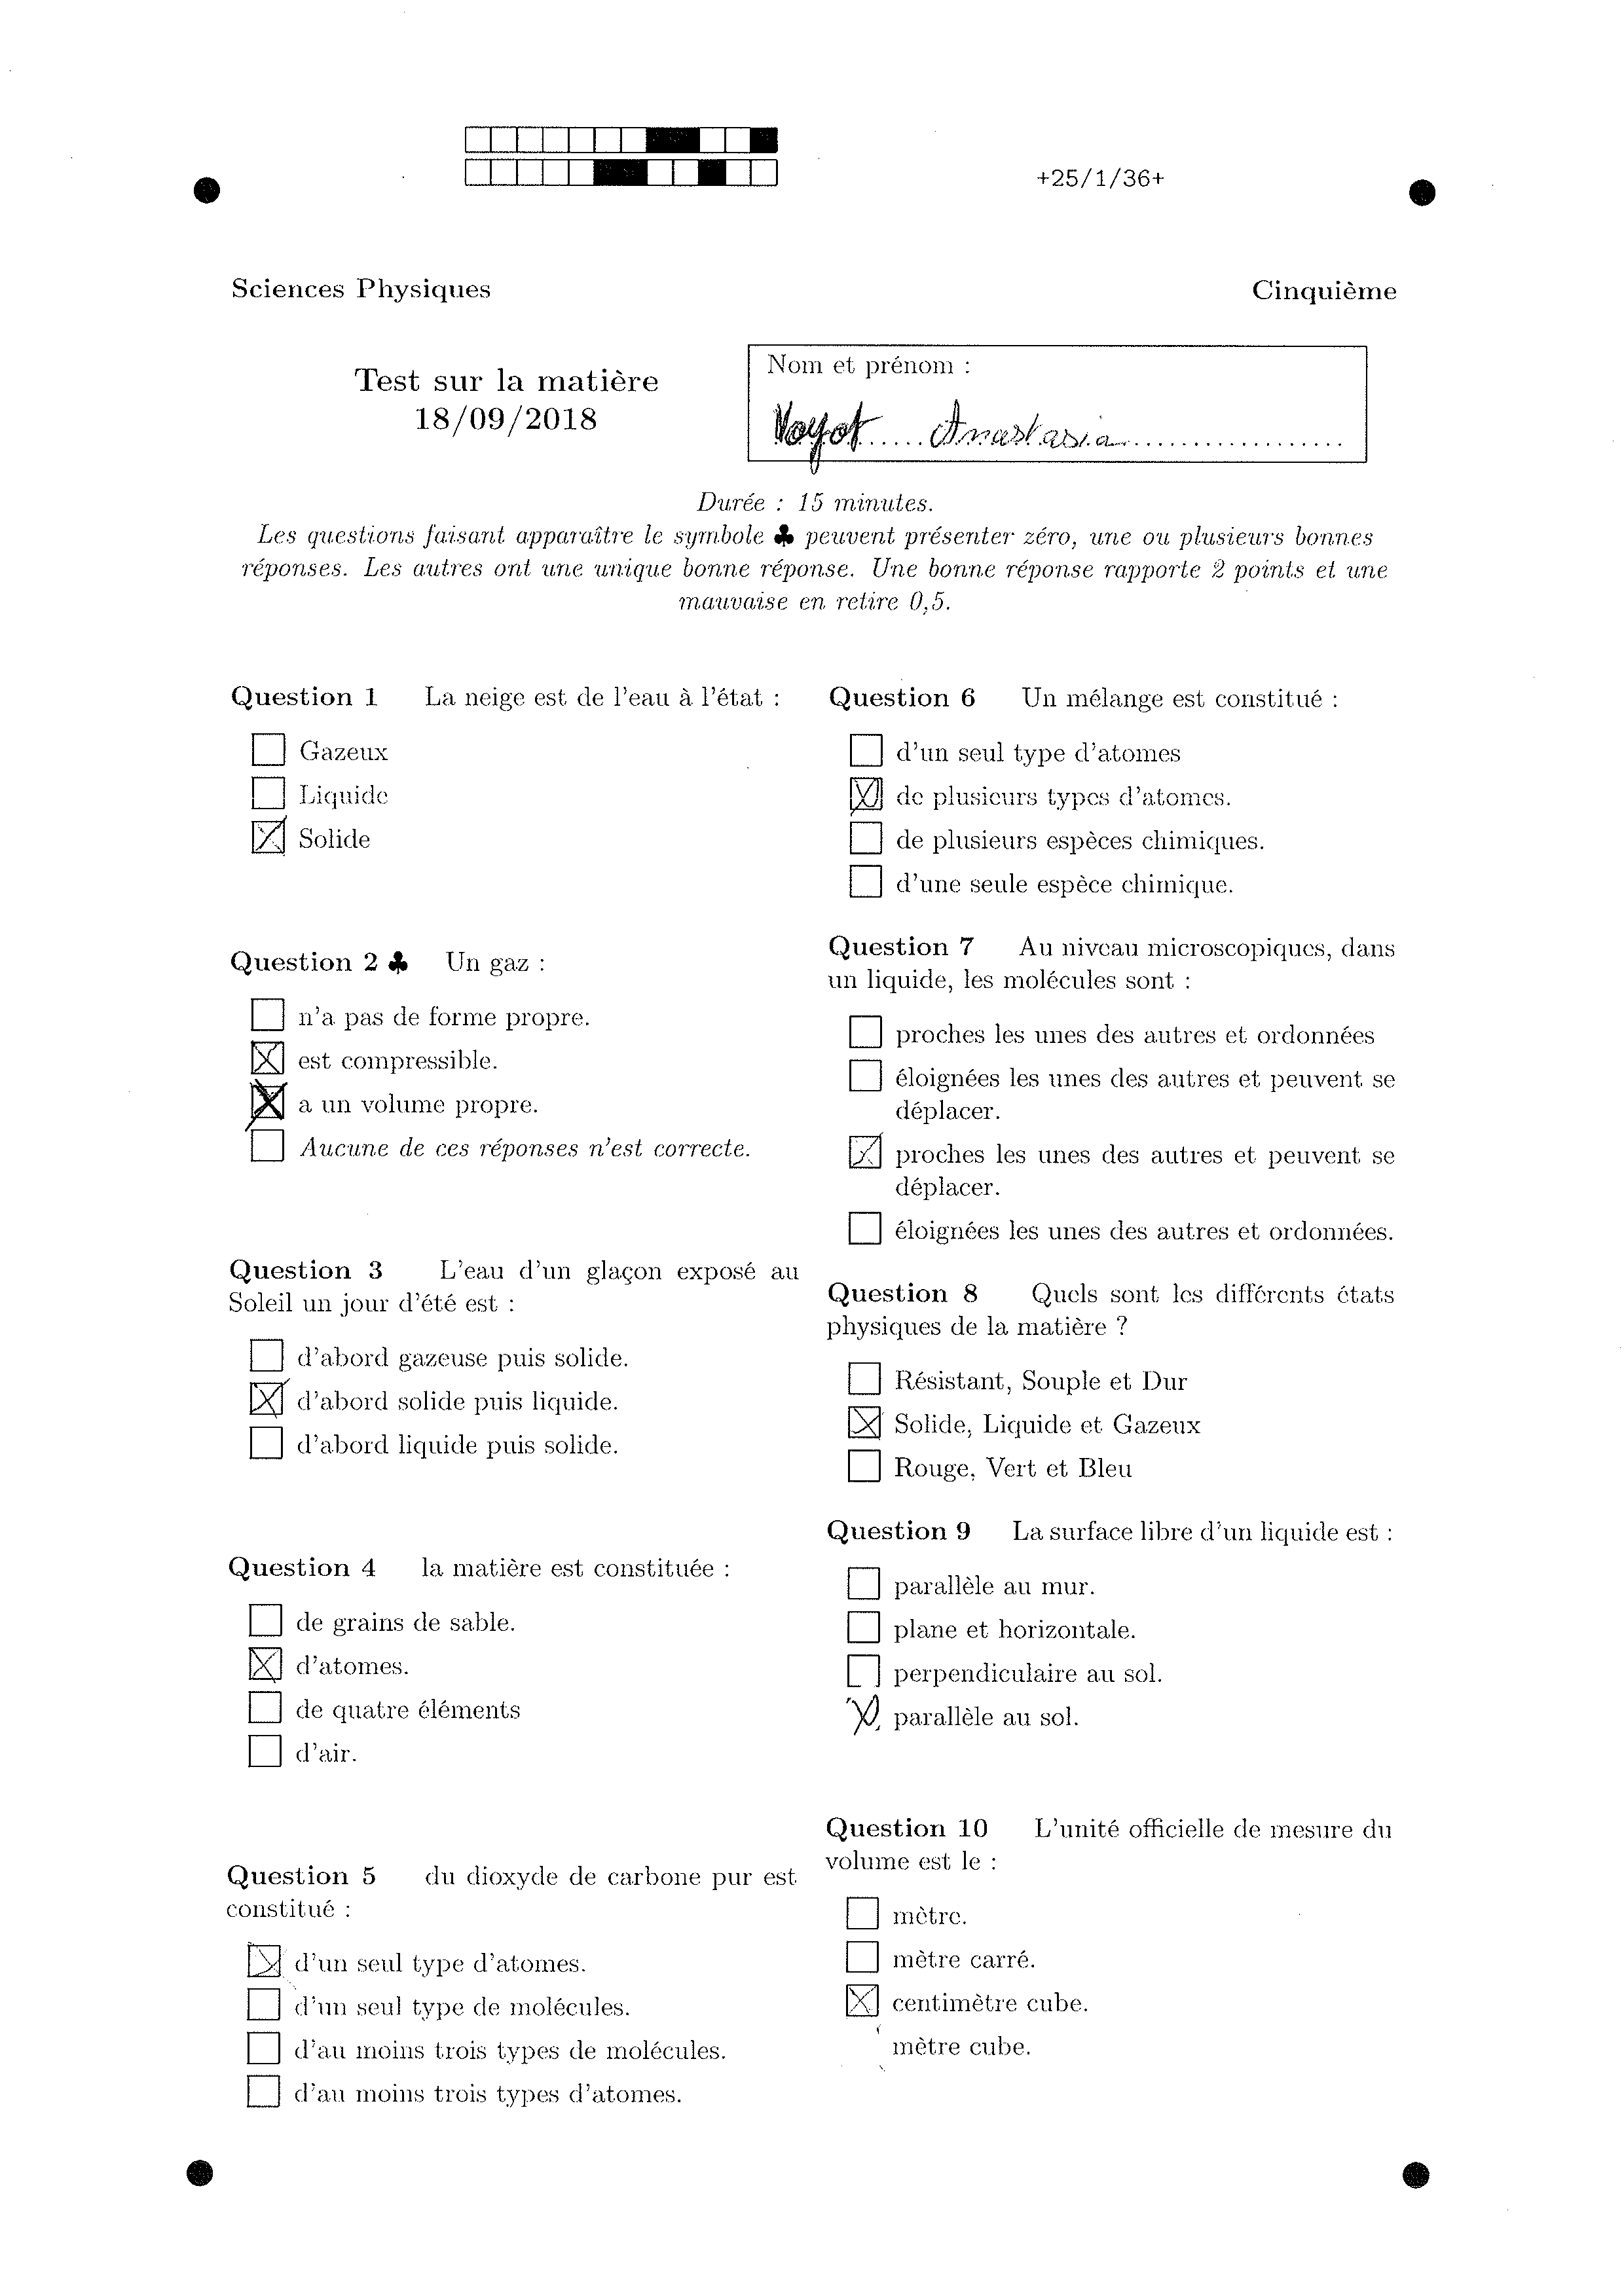 +25/1/36+
Sciences Physiques
Cinquième
Test sur la matière
18/09/2018
Nom et prénom :
Voyot Anastasia
Durée : 15 minutes.
Les questions faisant apparaître le symbole ♣ peuvent présenter zéro, une ou plusieurs bonnes
réponses. Les autres ont une unique bonne réponse. Une bonne réponse rapporte 2 points et une
mauvaise en retire 0,5.
Question 1 La neige est de l'eau à l'état :
Gazeux
Liquide
Solide
Question 2 ♣ Un gaz :
n'a pas de forme propre.
est compressible.
a un volume propre.
Aucune de ces réponses n'est correcte.
Question 3 L'eau d'un glaçon exposé au
Soleil un jour d'été est :
d'abord gazeuse puis solide.
d'abord solide puis liquide.
d'abord liquide puis solide.
Question 4 la matière est constituée :
de grains de sable.
d'atomes.
de quatre éléments
d'air.
Question 5 du dioxyde de carbone pur est
constitué :
d'un seul type d'atomes.
d'un seul type de molécules.
d'au moins trois types de molécules.
d'au moins trois types d'atomes.
Question 6 Un mélange est constitué :
d'un seul type d'atomes
de plusieurs types d'atomes.
de plusieurs espèces chimiques.
d'une seule espèce chimique.
Question 7 Au niveau microscopiques, dans
un liquide, les molécules sont :
proches les unes des autres et ordonnées
éloignées les unes des autres et peuvent se
déplacer.
proches les unes des autres et peuvent se
déplacer.
éloignées les unes des autres et ordonnées.
Question 8 Quels sont les différents états
physiques de la matière ?
Résistant, Souple et Dur
Solide, Liquide et Gazeux
Rouge, Vert et Bleu
Question 9 La surface libre d'un liquide est :
parallèle au mur.
plane et horizontale.
perpendiculaire au sol.
parallèle au sol.
Question 10 L'unité officielle de mesure du
volume est le :
mètre.
mètre carré.
centimètre cube.
mètre cube.